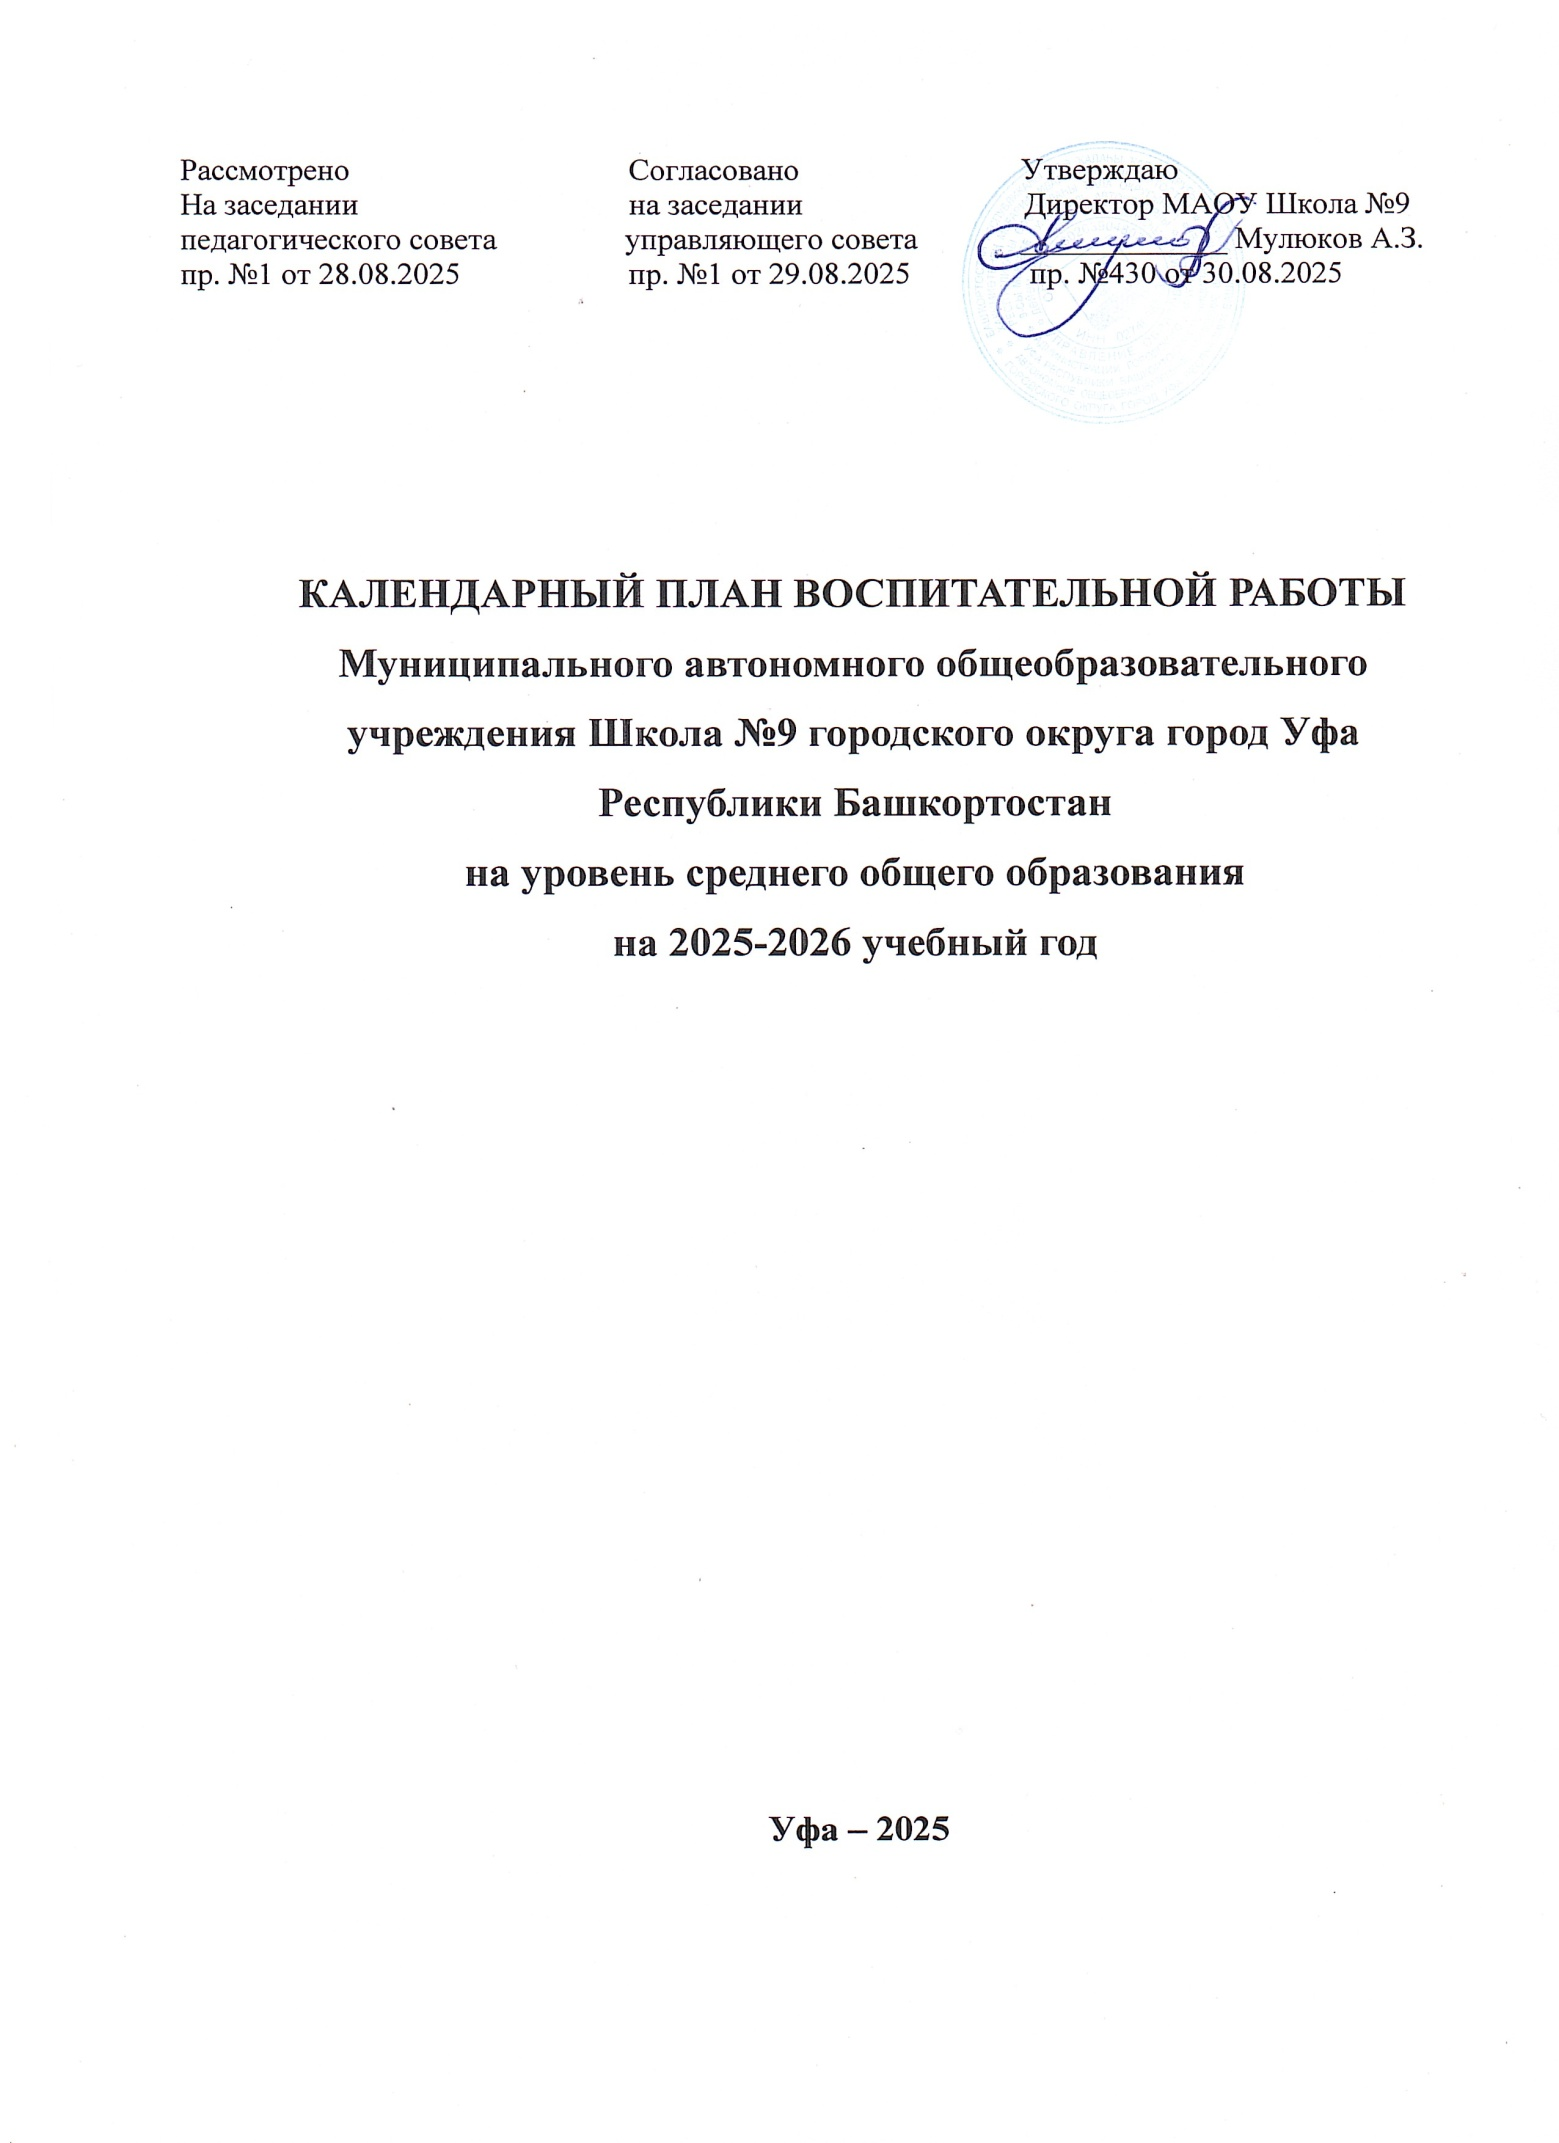 Рассмотрено
На заседании
педагогического совета
пр. №1 от 28.08.2025
Согласовано
на заседании
управляющего совета
пр. №1 от 29.08.2025
Утверждаю
Директор МАОУ Школа №9
Мулюков А.З.
пр. №430 от 30.08.2025
КАЛЕНДАРНЫЙ ПЛАН ВОСПИТАТЕЛЬНОЙ РАБОТЫ
Муниципального автономного общеобразовательного
учреждения Школа №9 городского округа город Уфа
Республики Башкортостан
на уровень среднего общего образования
на 2025-2026 учебный год
Уфа – 2025